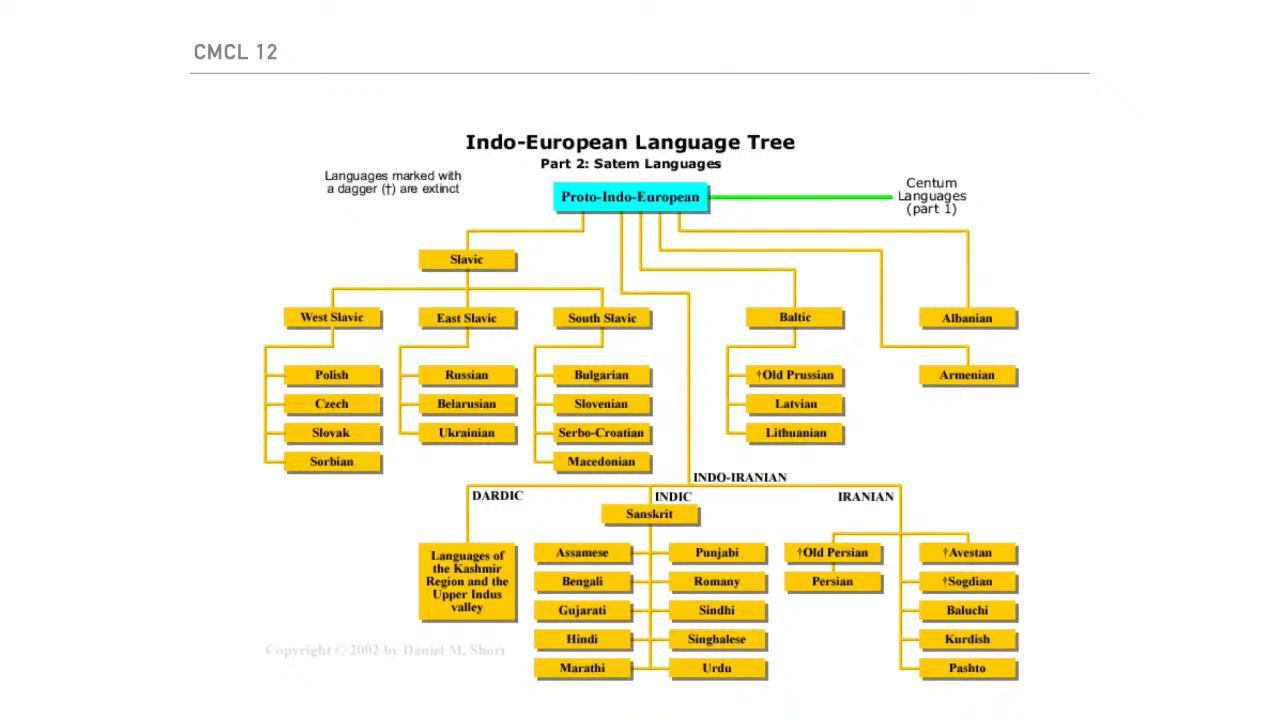 CMCL 12
Indo-European Language Tree
Part 2: Satem Languages
Languages marked with
a dagger (†) are extinct
Proto-Indo-European
Centum
Languages
(part 1)
Slavic
West Slavic
East Slavic
South Slavic
Baltic
Albanian
Polish
Russian
Bulgarian
†Old Prussian
Armenian
Czech
Belarusian
Slovenian
Latvian
Slovak
Ukrainian
Serbo-Croatian
Lithuanian
Sorbian
Macedonian
INDO-IRANIAN
DARDIC
INDIC
IRANIAN
Sanskrit
Languages of
the Kashmir
Region and the
Upper Indus
valley
Assamese
Punjabi
†Old Persian
†Avestan
Bengali
Romany
Persian
†Sogdian
Gujarati
Sindhi
Baluchi
Hindi
Singhalese
Kurdish
Marathi
Urdu
Pashto
Copyright ©2002 by Daniel M. Short